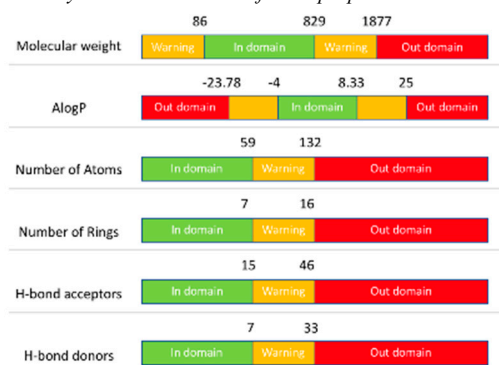 86 829 1877
Molecular weight Warning In domain Warning Out domain
-23.78 -4 8.33 25
AlogP Out domain In domain Out domain
59 132
Number of Atoms In domain Warning Out domain
7 16
Number of Rings In domain Warning Out domain
15 46
H-bond acceptors In domain Warning Out domain
7 33
H-bond donors In domain Warning Out domain